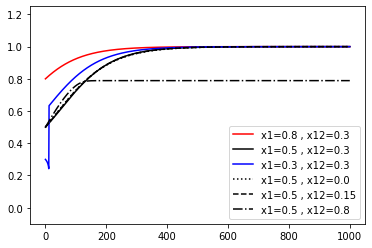 1.2
1.0
0.8
0.6
0.4
0.2
0.0
0
200
400
600
800
1000
x1=0.8 , x12=0.3
x1=0.5 , x12=0.3
x1=0.3 , x12=0.3
x1=0.5 , x12=0.0
x1=0.5 , x12=0.15
x1=0.5 , x12=0.8